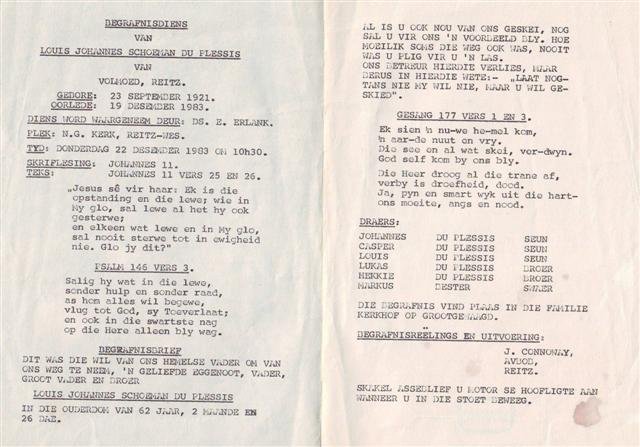 BEGRAFNISDIENS
VAN
LOUIS JOHANNES SCHOEMAN DU PLESSIS
VAN
VOLMOED, REITZ.
GEBORE: 23 SEPTEMBER 1921.
OORLEDE: 19 DESEMBER 1983.
DIENS WORD WAARGENEEM DEUR: DS. E. ERLANK.
PLEK: N.G. KERK, REITZ-WES.
TYD: DONDERDAG 22 DESEMBER 1983 OM 10h30.
SKRIFLESING: JOHANNES 11.
TEKS: JOHANNES 11 VERS 25 EN 26.
„Jesus sê vir haar: Ek is die
opstanding en die lewe; wie in
My glo, sal lewe al het hy ook
gesterwe;
en elkeen wat lewe en in My glo,
sal nooit sterwe tot in ewigheid
nie. Glo jy dit?"
PSALM 146 VERS 3.
Salig hy wat in die lewe,
sonder hulp en sonder raad,
as hom alles wil begewe,
vlug tot God, sy Toeverlaat;
en ook in die swartste nag
op die Here alleen bly wag.
BEGRAFNISBRIEF
DIT WAS DIE WIL VAN ONS HEMELSE VADER OM VAN
ONS WEG TE NEEM, 'N GELIEFDE EGGENOOT, VADER,
GROOT VADER EN BROER
LOUIS JOHANNES SCHOEMAN DU PLESSIS
IN DIE OUDERDOM VAN 62 JAAR, 2 MAANDE EN
26 DAE.
AL IS U OOK NOU VAN ONS GESKEI, NOG
SAL U VIR ONS 'N VOORBEELD BLY. HOE
MOEILIK SOMS DIE WEG OOK WAS, NOOIT
WAS U PLIG VIR U 'N LAS.
ONS BETREUR HIERDIE VERLIES, MAAR
BERUS IN HIERDIE WETE:- „LAAT NOG-
TANS NIE MY WIL NIE, MAAR U WIL GE-
SKIED".
GESANG 177 VERS 1 EN 3.
Ek sien 'n nu-we he-mel kom,
'n aar-de nuut en vry.
Die see en al wat skei, ver-dwyn.
God self kom by ons bly.
Die Heer droog al die trane af,
verby is droefheid, dood.
Ja, pyn en smart wyk uit die hart-
ons moeite, angs en nood.
DRAERS:
JOHANNES DU PLESSIS SEUN
CASPER DU PLESSIS SEUN
LOUIS DU PLESSIS SEUN
LUKAS DU PLESSIS BROER
HEKKIE DU PLESSIS BROER
MARKUS BESTER SWAER
DIE BEGRAFNIS VIND PLAAS IN DIE FAMILIE
KERKHOF OP GROOTGEWAAGD.
BEGRAFNISREËLINGS EN UITVOERING:
J. CONNOWAY,
AVBOB,
REITZ.
SKAKEL ASSEBLIEF U MOTOR SE HOOFLIGTE AAN
WANNEER U IN DIE STOET BEWEEG.